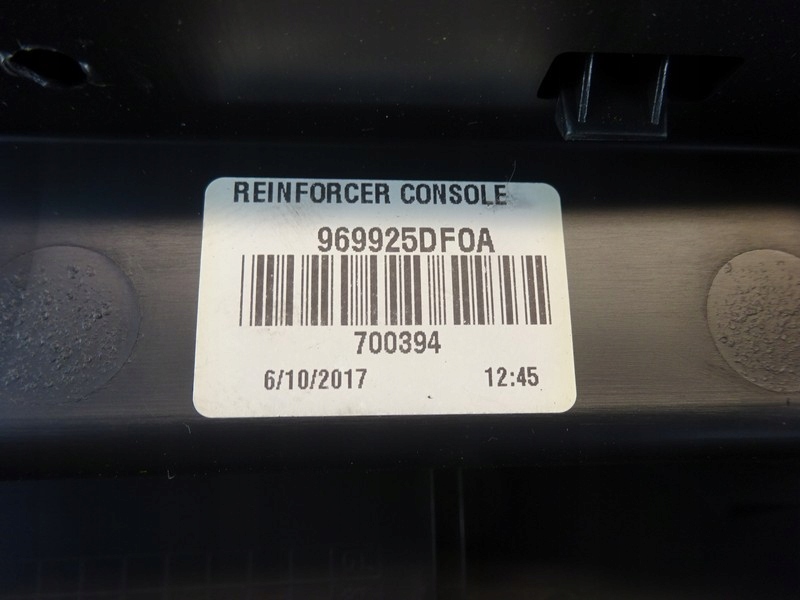 REINFORCER CONSOLE
969925DF0A
700394
6/10/2017 12:45